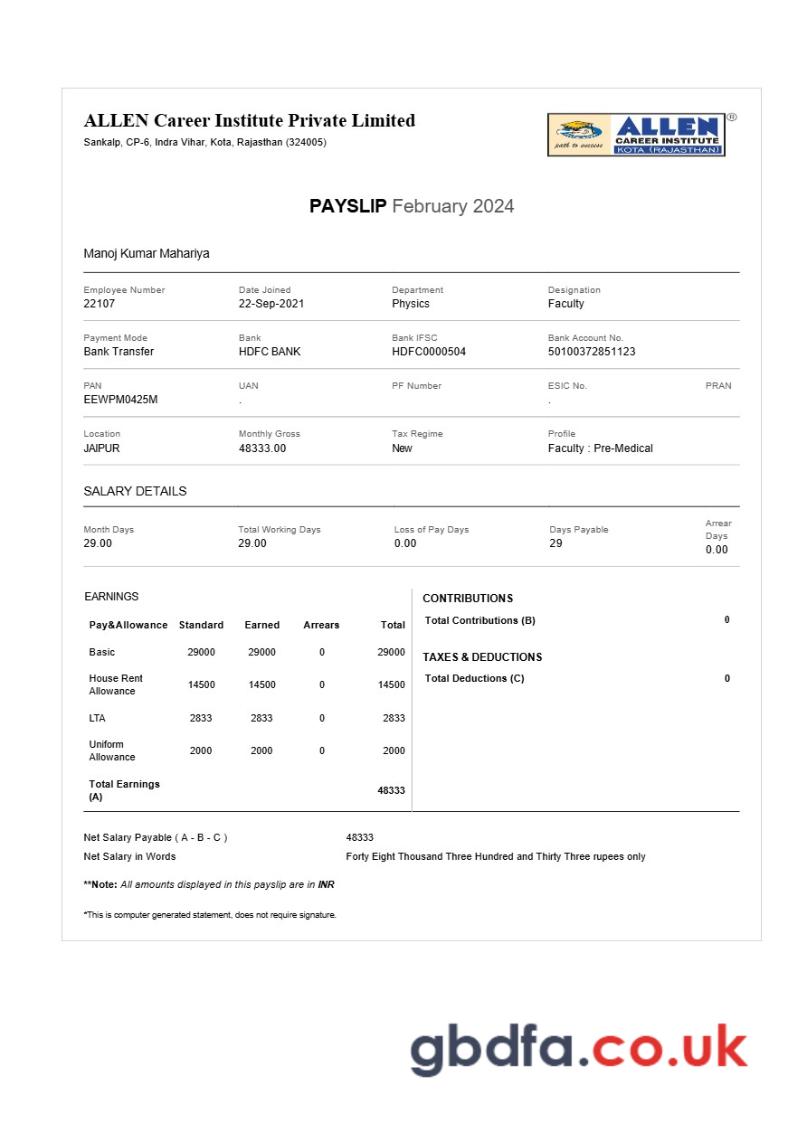 ALLEN Career Institute Private Limited
Sankalp, CP-6, Indra Vihar, Kota, Rajasthan (324005)
path to success
ALLEN
CAREER INSTITUTE
KOTA (RAJASTHAN)
®
PAYSLIP February 2024
Manoj Kumar Mahariya
Employee Number Date Joined Department Designation
22107 22-Sep-2021 Physics Faculty
Payment Mode Bank Bank IFSC Bank Account No.
Bank Transfer HDFC BANK HDFC0000504 50100372851123
PAN UAN PF Number ESIC No. PRAN
EEWPM0425M . .
Location Monthly Gross Tax Regime Profile
JAIPUR 48333.00 New Faculty : Pre-Medical
SALARY DETAILS
Month Days Total Working Days Loss of Pay Days Days Payable Arrear Days
29.00 29.00 0.00 29 0.00
EARNINGS
Pay&Allowance Standard Earned Arrears Total
Basic 29000 29000 0 29000
House Rent
Allowance 14500 14500 0 14500
LTA 2833 2833 0 2833
Uniform
Allowance 2000 2000 0 2000
Total Earnings
(A) 48333
CONTRIBUTIONS
Total Contributions (B) 0
TAXES & DEDUCTIONS
Total Deductions (C) 0
Net Salary Payable ( A - B - C ) 48333
Net Salary in Words Forty Eight Thousand Three Hundred and Thirty Three rupees only
**Note: All amounts displayed in this payslip are in INR
*This is computer generated statement, does not require signature.
gbdfa.co.uk